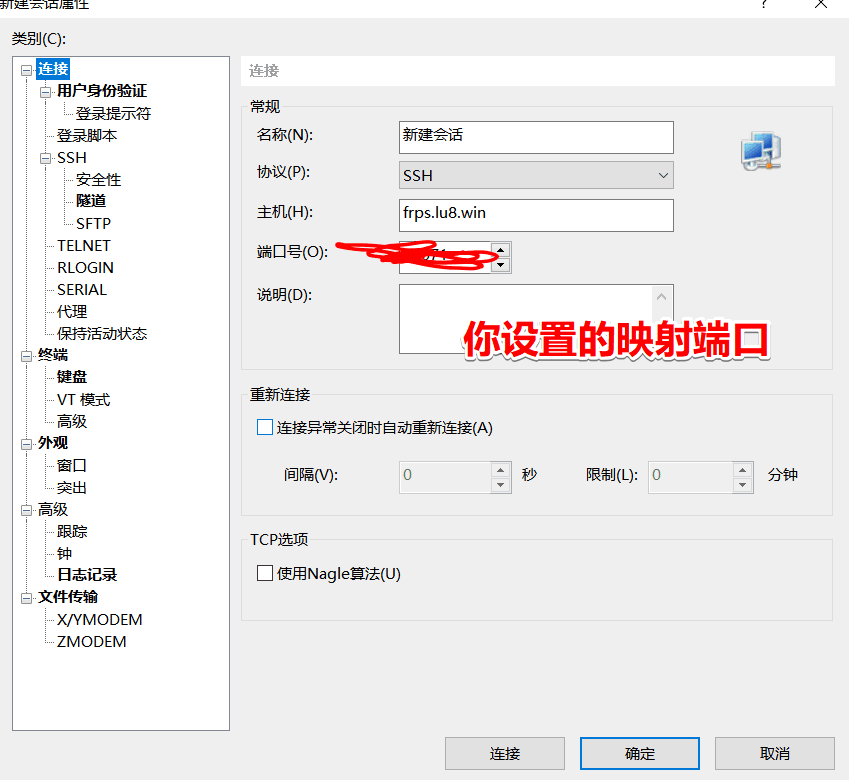 新建会话属性
?
类别(C):
连接
用户身份验证
登录提示符
登录脚本
SSH
安全性
隧道
SFTP
TELNET
RLOGIN
SERIAL
代理
保持活动状态
终端
键盘
VT 模式
高级
外观
窗口
突出
高级
跟踪
钟
日志记录
文件传输
X/YMODEM
ZMODEM
连接
常规
名称(N): 新建会话
协议(P): SSH
主机(H): frps.lu8.win
端口号(O):
说明(D):
你设置的映射端口
重新连接
连接异常关闭时自动重新连接(A)
间隔(V): 0 秒 限制(L): 0 分钟
TCP选项
使用Nagle算法(U)
连接 确定 取消